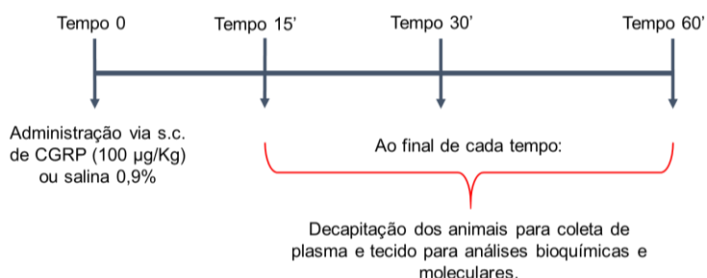 Tempo 0
Tempo 15’
Tempo 30’
Tempo 60’
Administração via s.c.
de CGRP (100 µg/Kg)
ou salina 0,9%
Ao final de cada tempo:
Decapitação dos animais para coleta de
plasma e tecido para análises bioquímicas e
moleculares.